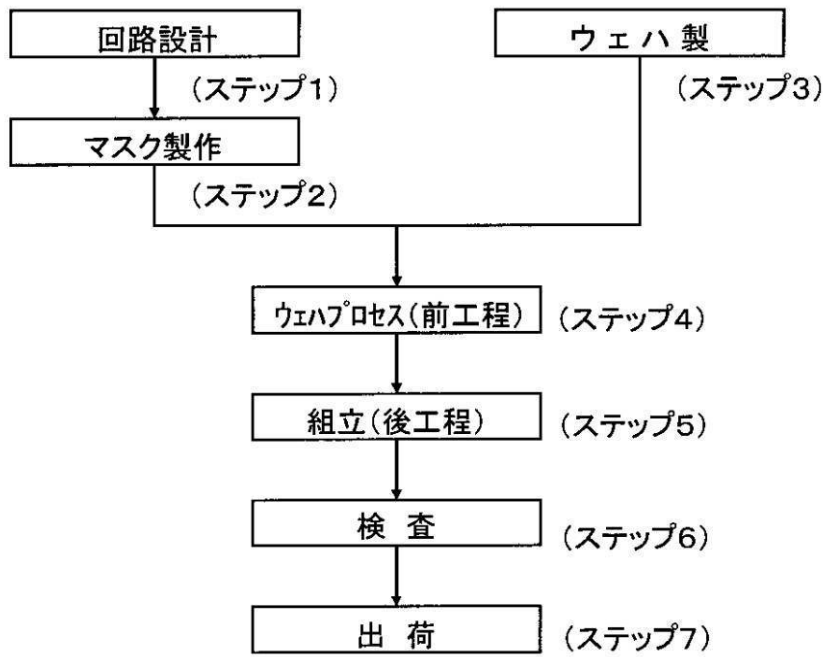 回路設計
ウェハ製
(ステップ1)
(ステップ3)
マスク製作
(ステップ2)
ウェハプロセス(前工程)
(ステップ4)
組立(後工程)
(ステップ5)
検 査
(ステップ6)
出 荷
(ステップ7)